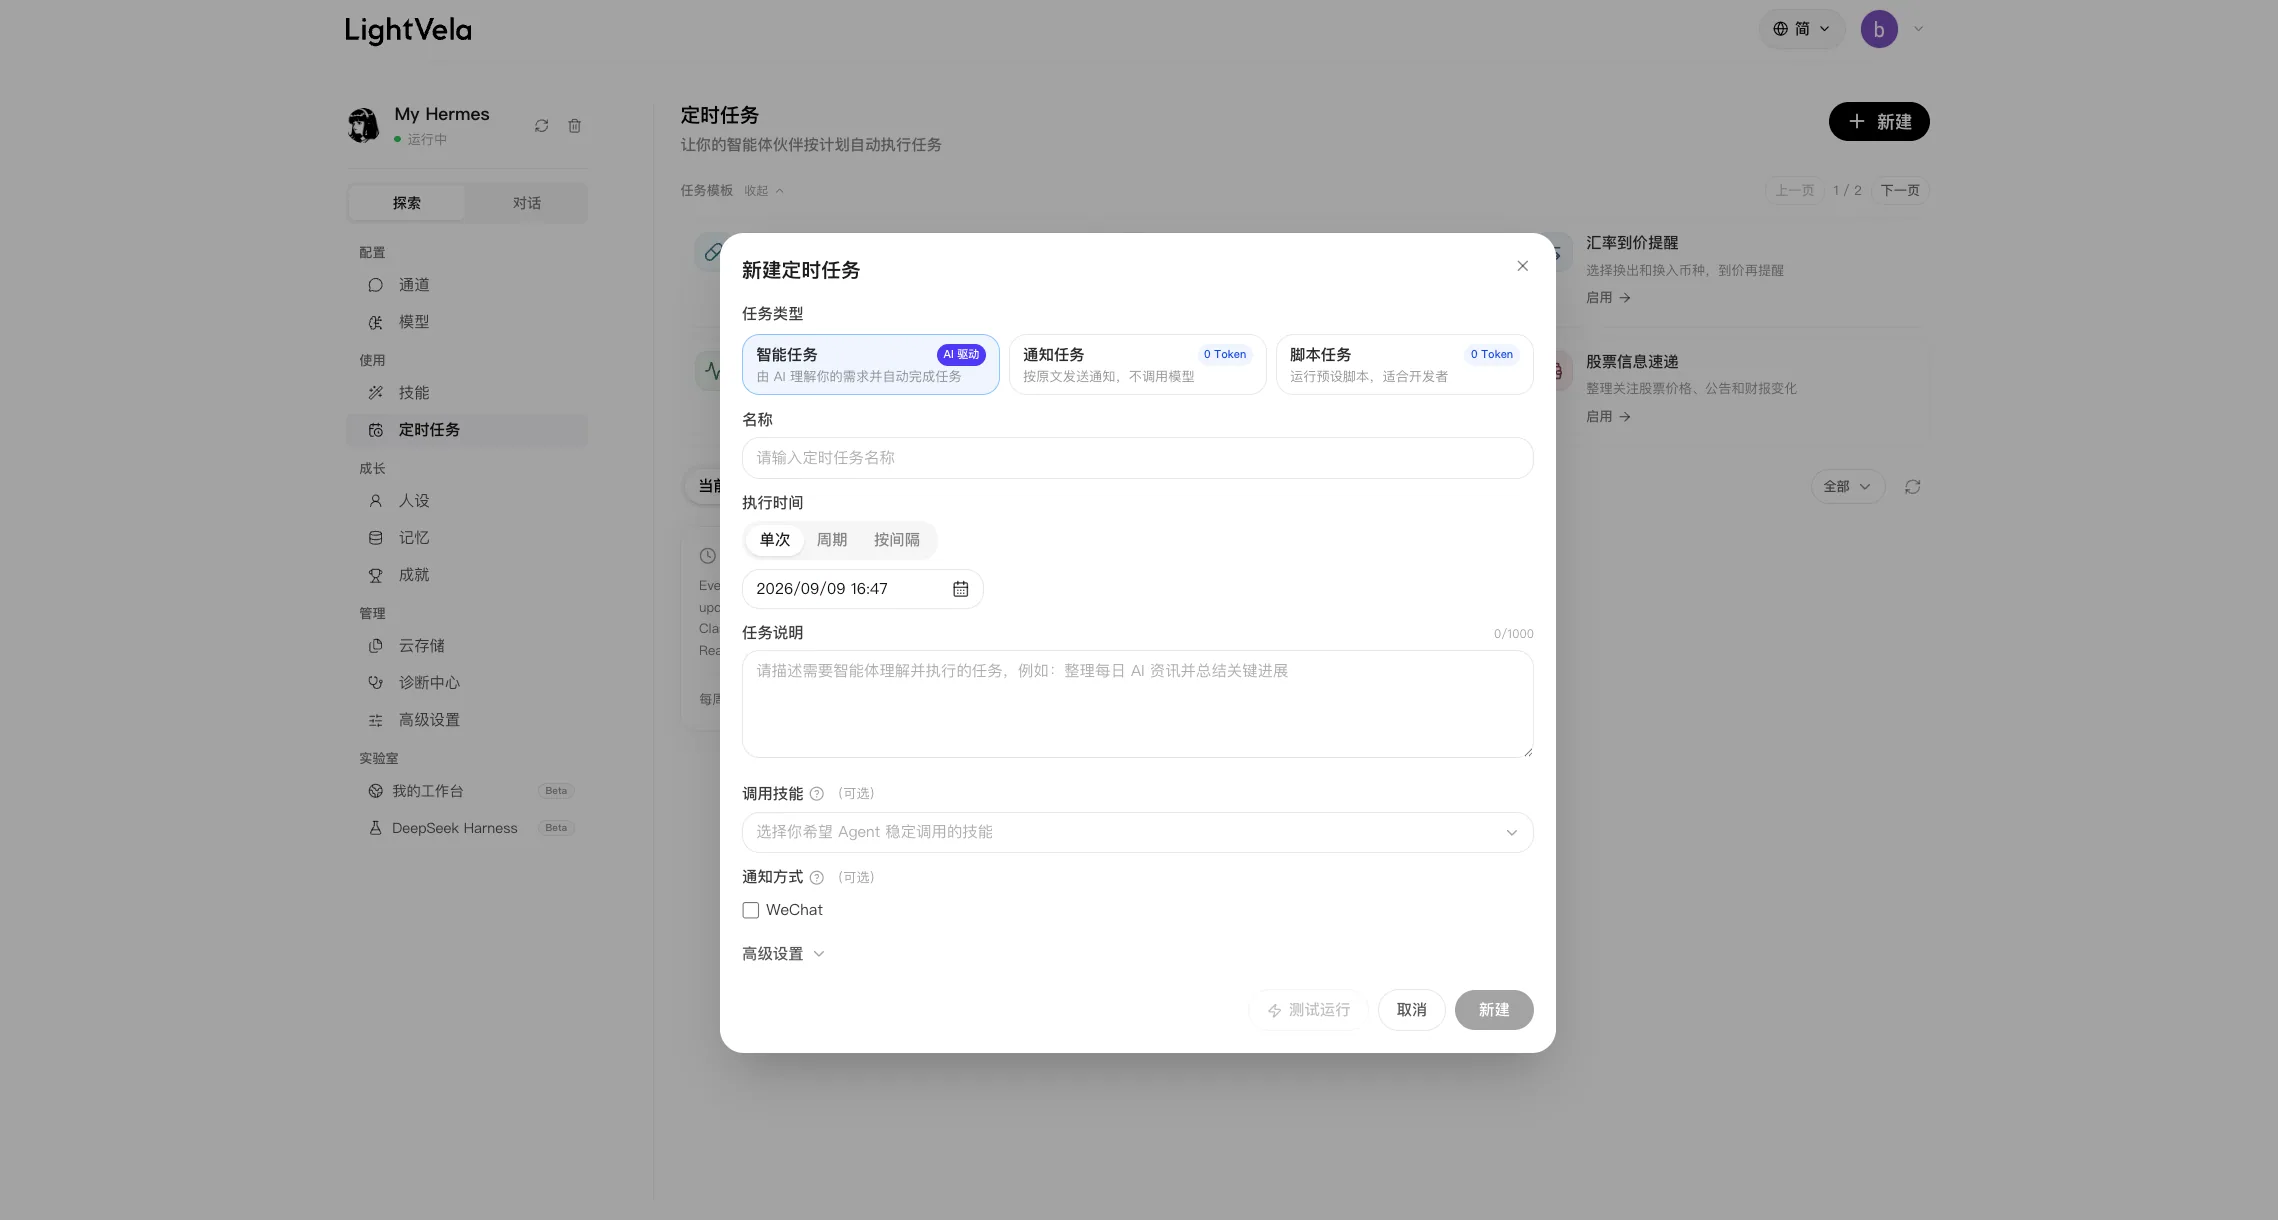 LightVela
简
b
My Hermes
运行中
探索
对话
配置
通道
模型
使用
技能
定时任务
成长
人设
记忆
成就
管理
云存储
诊断中心
高级设置
实验室
我的工作台
Beta
DeepSeek Harness
Beta
定时任务
让你的智能体伙伴按计划自动执行任务
新建
任务模板 收起
上一页 1 / 2 下一页
汇率到价提醒
选择换出和换入币种，到价再提醒
启用
股票信息速递
整理关注股票价格、公告和财报变化
启用
全部
新建定时任务
任务类型
智能任务
AI 驱动
由 AI 理解你的需求并自动完成任务
通知任务
0 Token
按原文发送通知，不调用模型
脚本任务
0 Token
运行预设脚本，适合开发者
名称
请输入定时任务名称
执行时间
单次 周期 按间隔
2026/09/09 16:47
任务说明
0/1000
请描述需要智能体理解并执行的任务，例如：整理每日 AI 资讯并总结关键进展
调用技能 （可选）
选择你希望 Agent 稳定调用的技能
通知方式 （可选）
WeChat
高级设置
测试运行
取消
新建